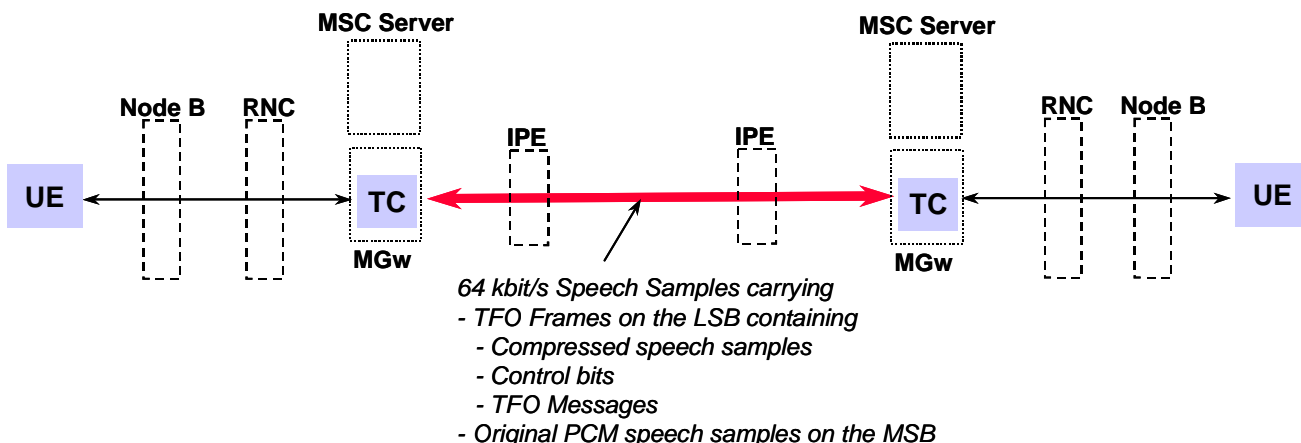 MSC Server
MSC Server
Node B
RNC
IPE
IPE
RNC
Node B
UE
TC
TC
UE
MGw
MGw
64 kbit/s Speech Samples carrying
- TFO Frames on the LSB containing
- Compressed speech samples
- Control bits
- TFO Messages
- Original PCM speech samples on the MSB